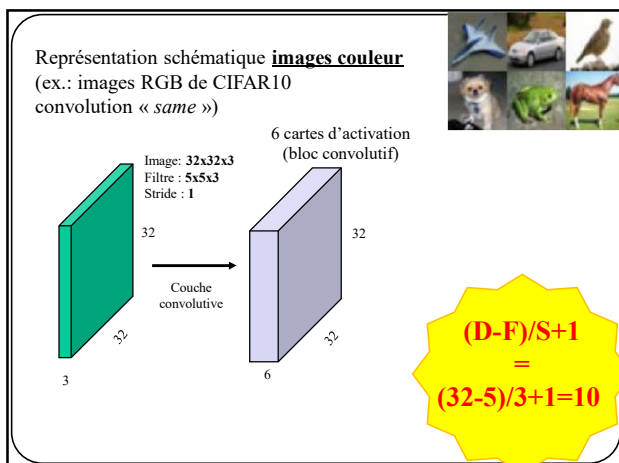 Représentation schématique images couleur
(ex.: images RGB de CIFAR10
convolution « same »)
6 cartes d'activation
(bloc convolutif)
Image: 32x32x3
Filtre : 5x5x3
Stride : 1
32
32
Couche
convolutive
32
32
3
6
(D-F)/S+1
=
(32-5)/3+1=10